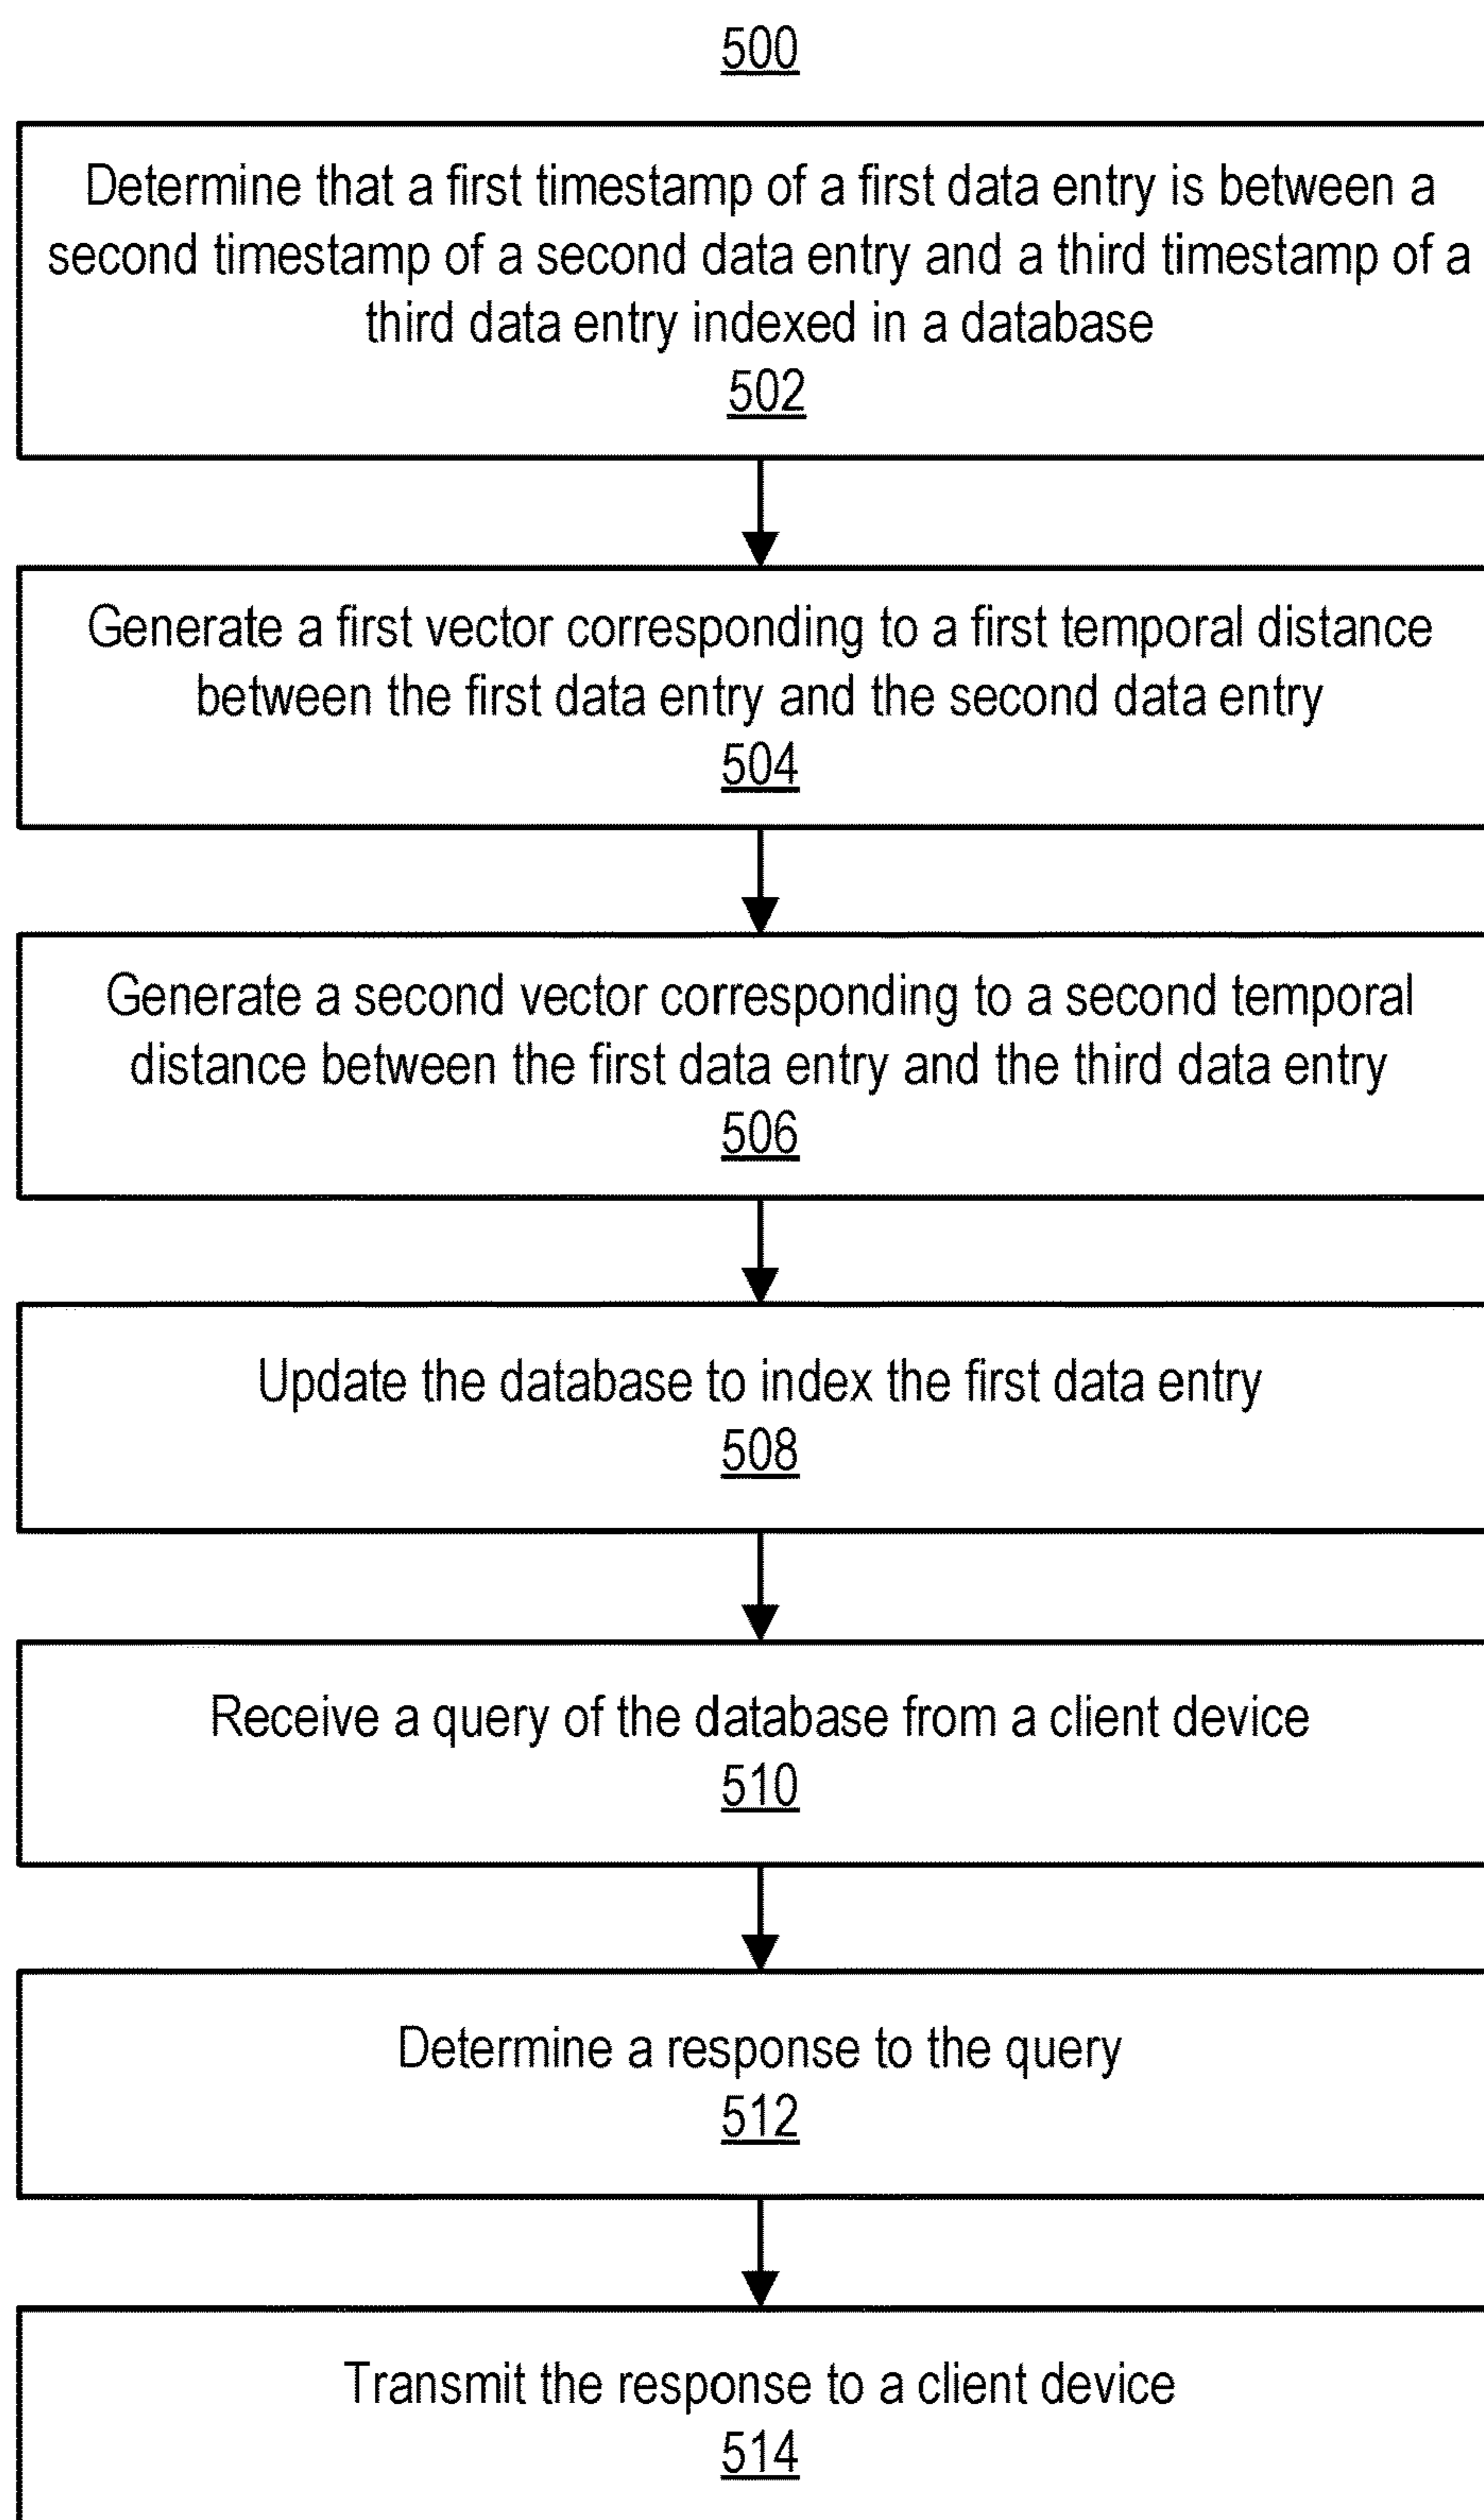 500
Determine that a first timestamp of a first data entry is between a
second timestamp of a second data entry and a third timestamp of a
third data entry indexed in a database
502
Generate a first vector corresponding to a first temporal distance
between the first data entry and the second data entry
504
Generate a second vector corresponding to a second temporal
distance between the first data entry and the third data entry
506
Update the database to index the first data entry
508
Receive a query of the database from a client device
510
Determine a response to the query
512
Transmit the response to a client device
514